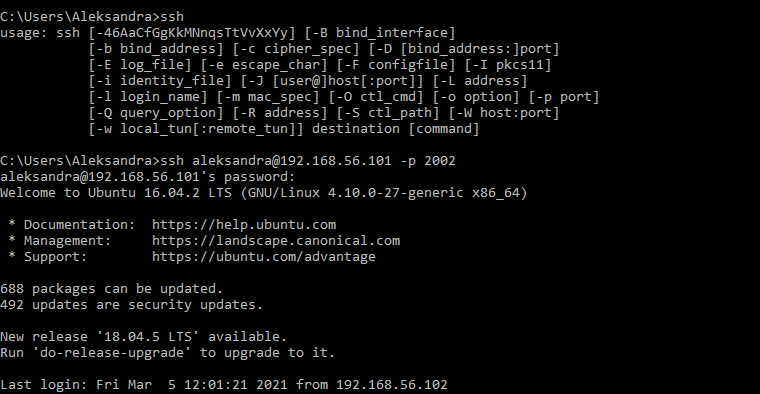 C:\Users\Aleksandra>ssh
usage: ssh [-46AaCfGgKkMNnqsTtVvXxYy] [-B bind_interface]
           [-b bind_address] [-c cipher_spec] [-D [bind_address:]port]
           [-E log_file] [-e escape_char] [-F configfile] [-I pkcs11]
           [-i identity_file] [-J [user@]host[:port]] [-L address]
           [-l login_name] [-m mac_spec] [-O ctl_cmd] [-o option] [-p port]
           [-Q query_option] [-R address] [-S ctl_path] [-W host:port]
           [-w local_tun[:remote_tun]] destination [command]
C:\Users\Aleksandra>ssh aleksandra@192.168.56.101 -p 2002
aleksandra@192.168.56.101's password:
Welcome to Ubuntu 16.04.2 LTS (GNU/Linux 4.10.0-27-generic x86_64)
 * Documentation:  https://help.ubuntu.com
 * Management:     https://landscape.canonical.com
 * Support:        https://ubuntu.com/advantage
688 packages can be updated.
492 updates are security updates.
New release '18.04.5 LTS' available.
Run 'do-release-upgrade' to upgrade to it.
Last login: Fri Mar  5 12:01:21 2021 from 192.168.56.102